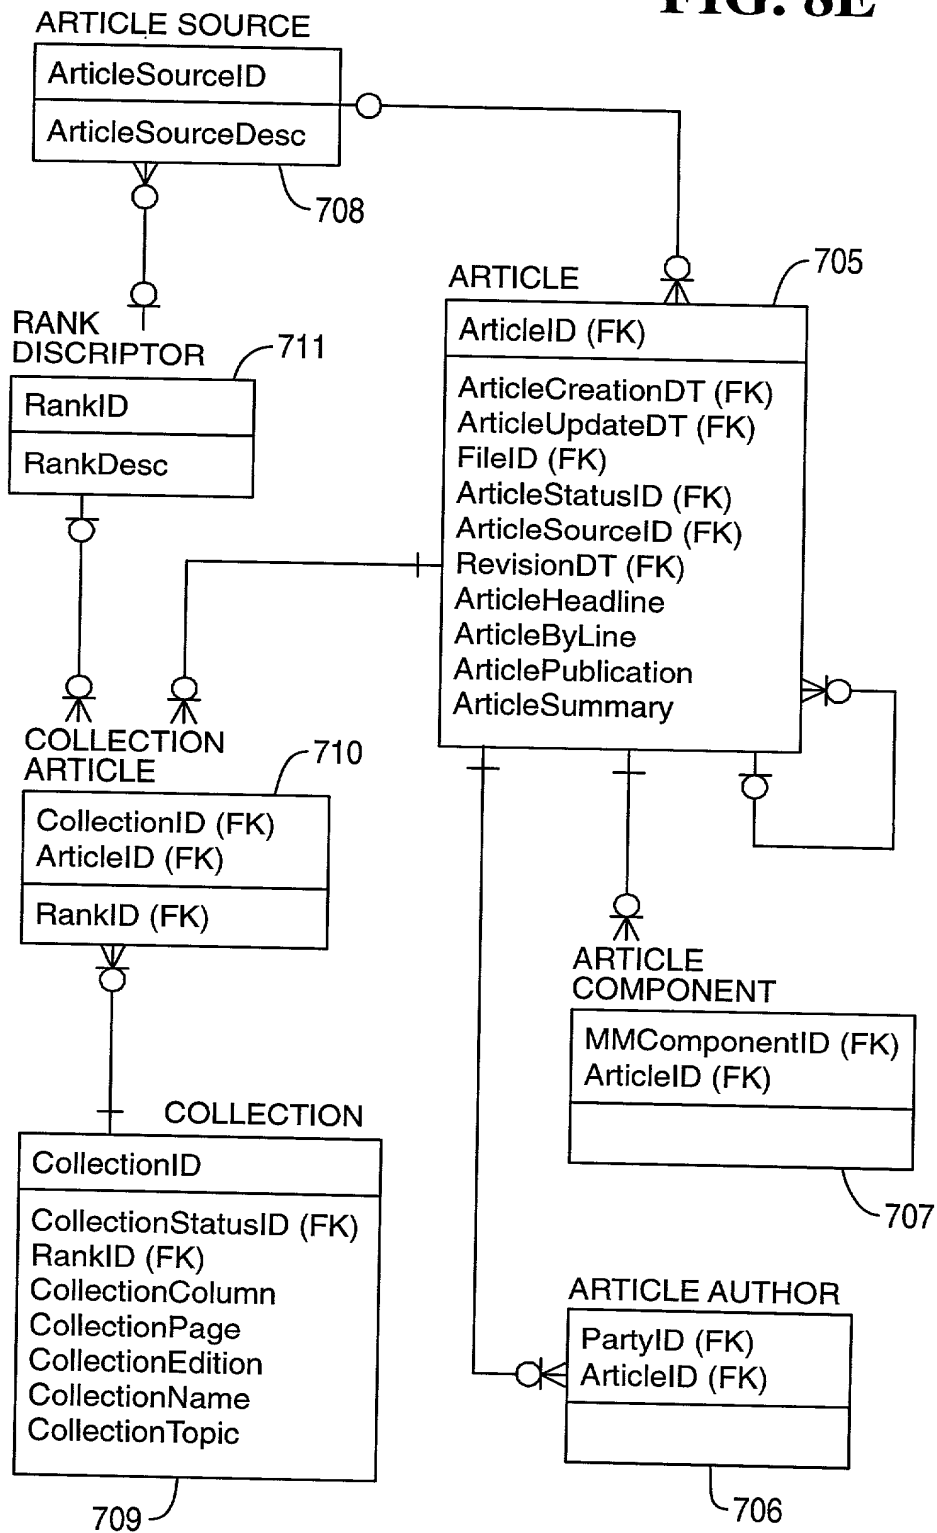 FIG. 8E
ARTICLE SOURCE
ArticleSourceID
ArticleSourceDesc
708
ARTICLE
705
ArticleID (FK)
ArticleCreationDT (FK)
ArticleUpdateDT (FK)
FileID (FK)
ArticleStatusID (FK)
ArticleSourceID (FK)
RevisionDT (FK)
ArticleHeadline
ArticleByLine
ArticlePublication
ArticleSummary
RANK
DISCRIPTOR
711
RankID
RankDesc
COLLECTION
ARTICLE
710
CollectionID (FK)
ArticleID (FK)
RankID (FK)
ARTICLE
COMPONENT
MMComponentID (FK)
ArticleID (FK)
707
COLLECTION
CollectionID
CollectionStatusID (FK)
RankID (FK)
CollectionColumn
CollectionPage
CollectionEdition
CollectionName
CollectionTopic
709
ARTICLE AUTHOR
PartyID (FK)
ArticleID (FK)
706